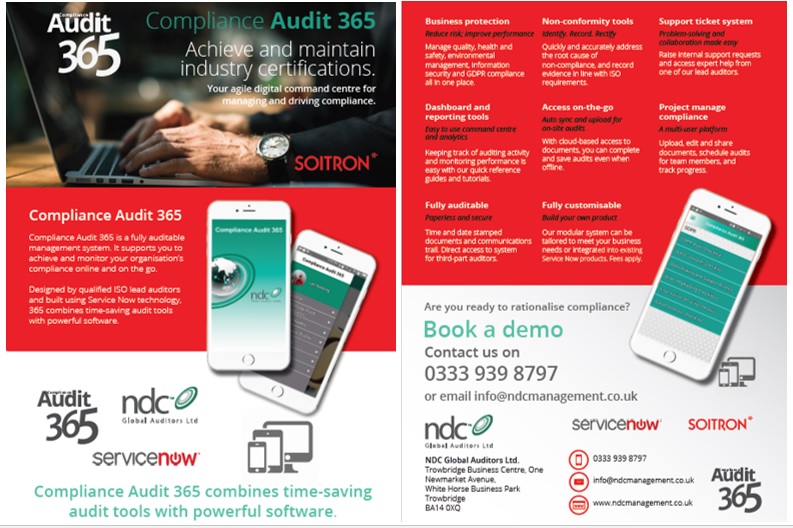 Compliance
Audit
365
Compliance Audit 365
Achieve and maintain
industry certifications.
Your agile digital command centre for
managing and driving compliance.
SOITRON
Compliance Audit 365
Compliance Audit 365 is a fully auditable
management system. It supports you to
achieve and monitor your organisation's
compliance online and on the go.
Designed by qualified ISO lead auditors
and built using Service Now technology,
365 combines time-saving audit tools
with powerful software.
Compliance Audit 365
ndc
Compliance Audit 365
Compliance
Audit
365
ndc
Global Auditors Ltd
servicenow
Compliance Audit 365 combines time-saving
audit tools with powerful software.
Business protection
Reduce risk; improve performance
Manage quality, health and
safety, environmental
management, information
security and GDPR compliance
all in one place.
Non-conformity tools
Identify. Record. Rectify
Quickly and accurately address
the root cause of
non-compliance, and record
evidence in line with ISO
requirements.
Support ticket system
Problem-solving and
collaboration made easy
Raise internal support requests
and access expert help from
one of our lead auditors.
Dashboard and
reporting tools
Easy to use command centre
and analytics
Keeping track of auditing activity
and monitoring performance is
easy with our quick reference
guides and tutorials.
Access on-the-go
Auto sync and upload for
on-site audits
With cloud-based access to
documents, you can complete
and save audits even when
offline.
Project manage
compliance
A multi-user platform
Upload, edit and share
documents, schedule audits
for team members, and
track progress.
Fully auditable
Paperless and secure
Time and date stamped
documents and communications
trail. Direct access to system
for third-part auditors.
Fully customisable
Build your own product
Our modular system can be
tailored to meet your business
needs or integrated into existing
Service Now products. Fees apply.
Compliance Audit 365
GDPR
Are you ready to rationalise compliance?
Book a demo
Contact us on
0333 939 8797
or email info@ndcmanagement.co.uk
ndc
Global Auditors Ltd
servicenow
SOITRON
NDC Global Auditors Ltd.
Trowbridge Business Centre, One
Newmarket Avenue,
White Horse Business Park
Trowbridge
BA14 0XQ
0333 939 8797
info@ndcmanagement.co.uk
www.ndcmanagement.co.uk
Compliance
Audit
365